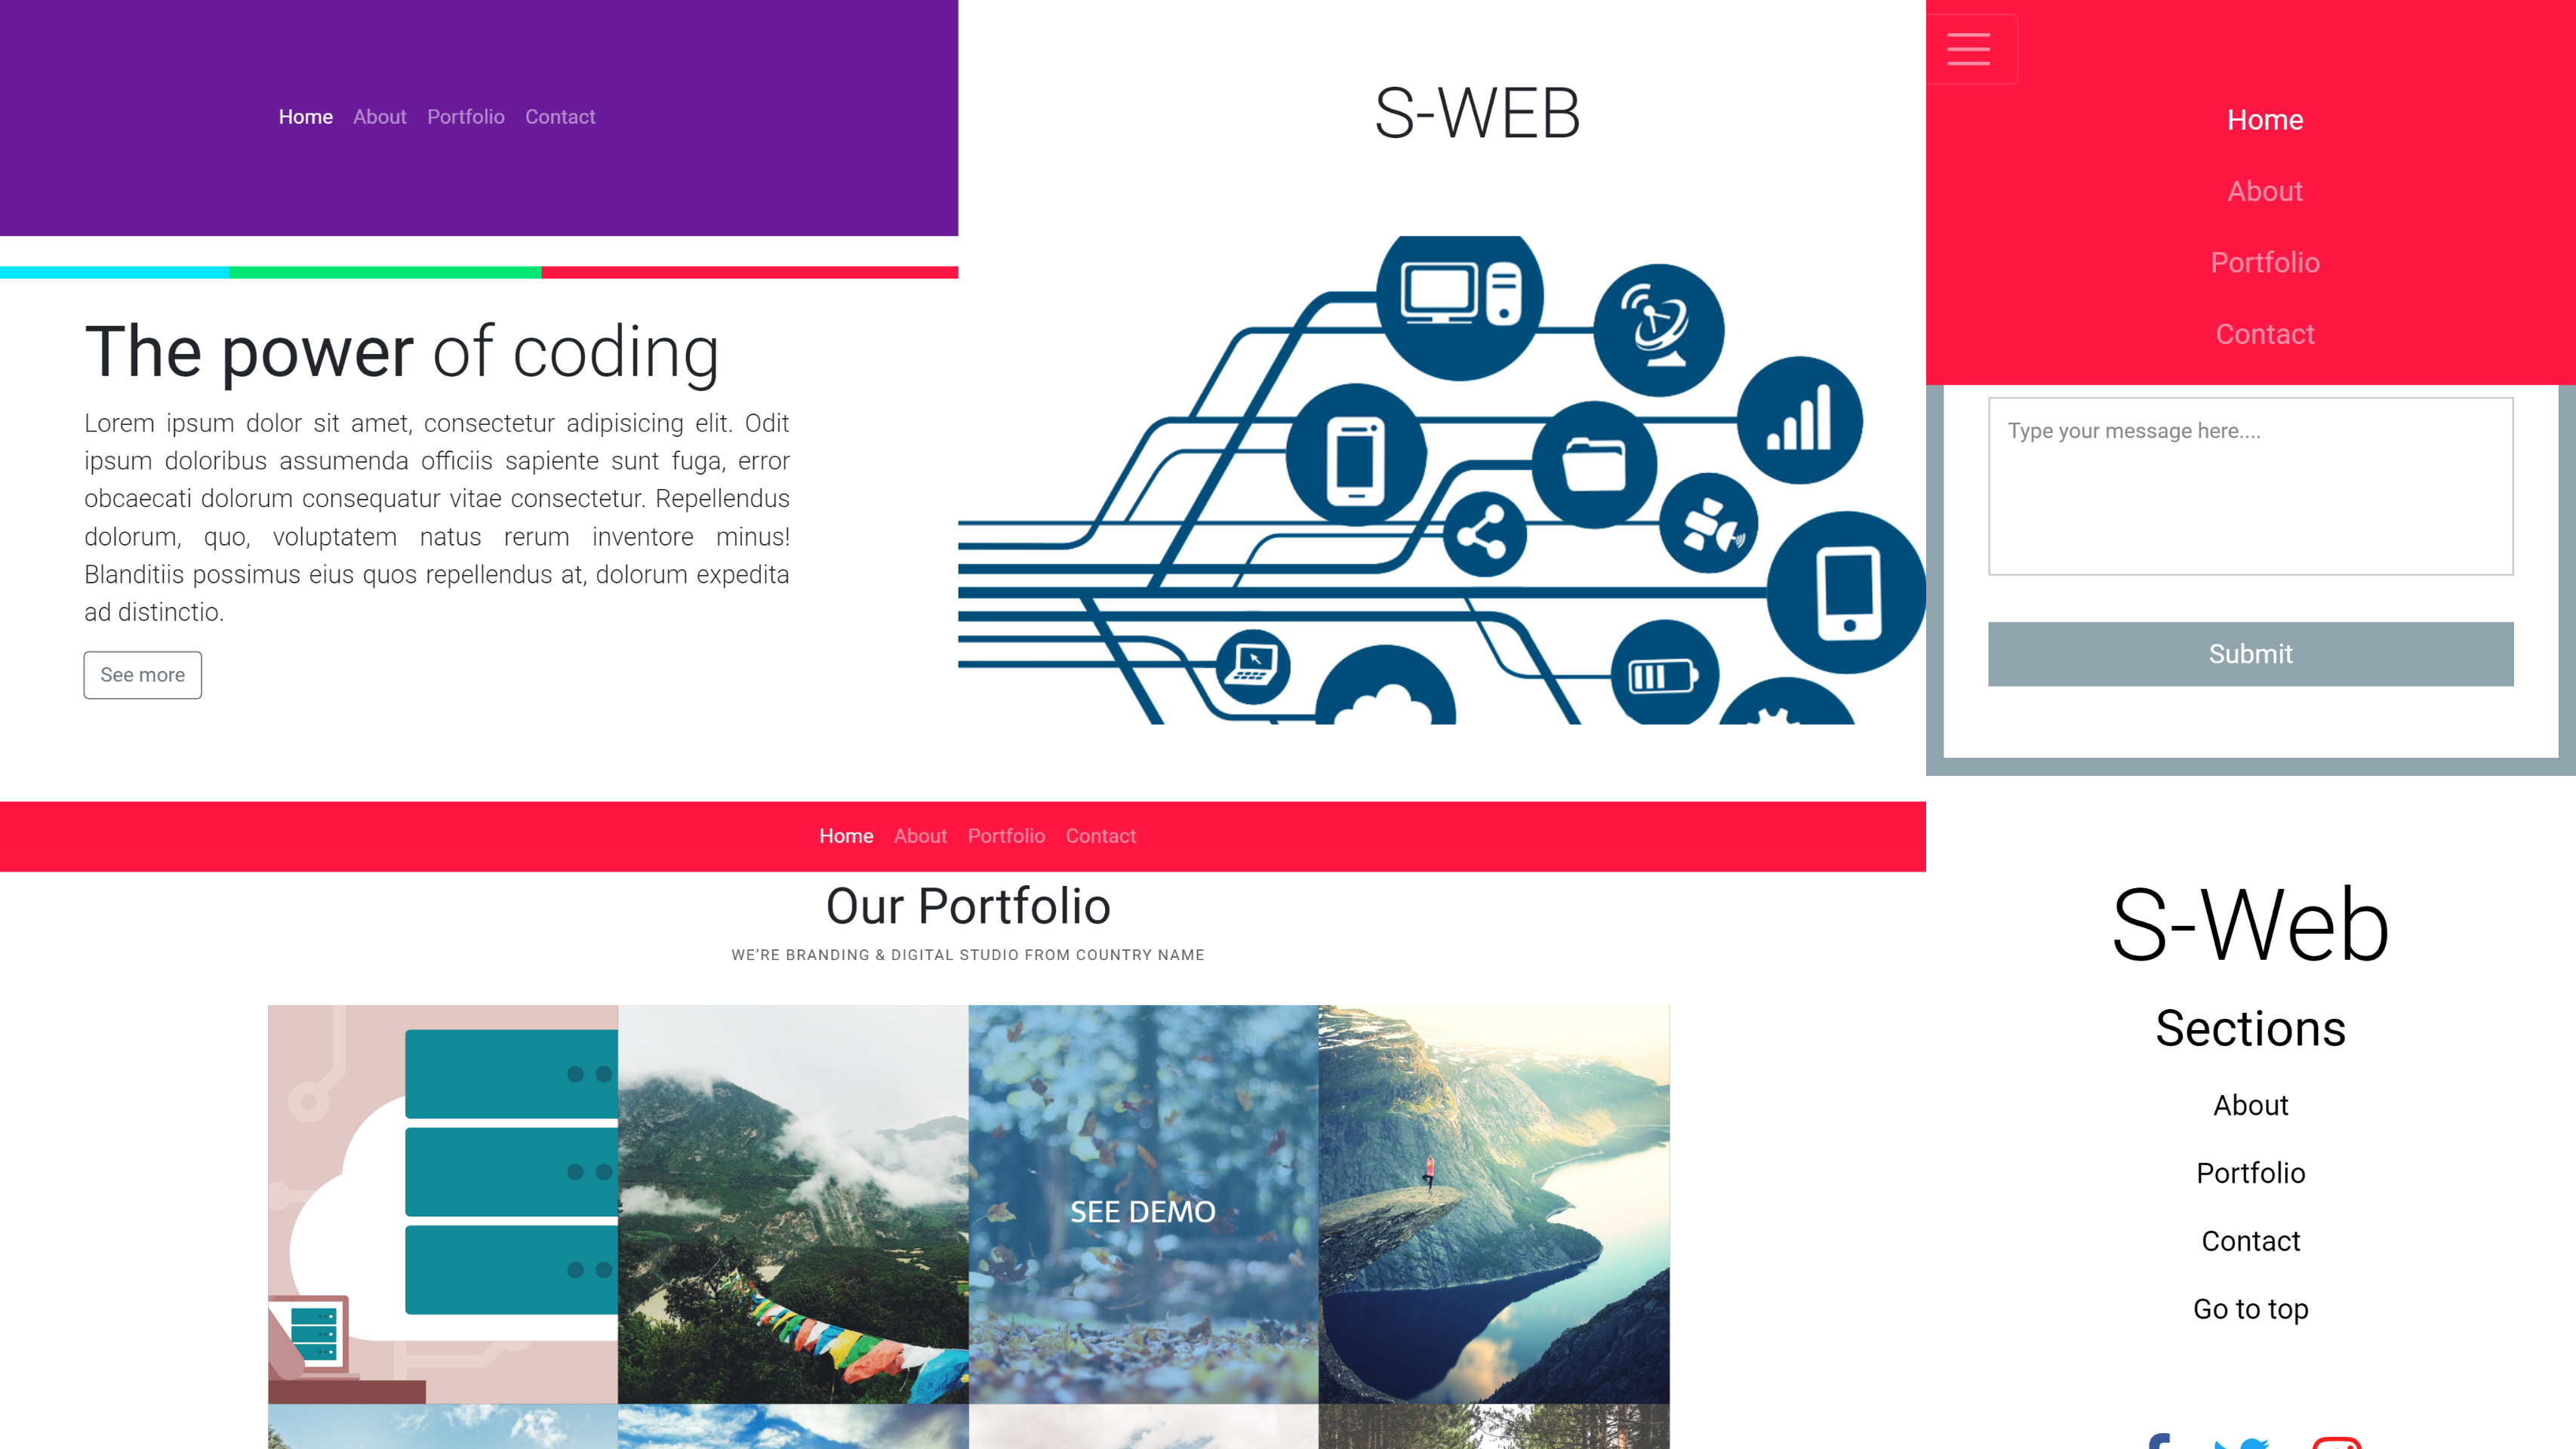 Home About Portfolio Contact
S-WEB
The power of coding
Lorem ipsum dolor sit amet, consectetur adipisicing elit. Odit
ipsum doloribus assumenda officiis sapiente sunt fuga, error
obcaecati dolorum consequatur vitae consectetur. Repellendus
dolorum, quo, voluptatem natus rerum inventore minus!
Blanditiis possimus eius quos repellendus at, dolorum expedita
ad distinctio.
See more
Home About Portfolio Contact
Our Portfolio
WE'RE BRANDING & DIGITAL STUDIO FROM COUNTRY NAME
SEE DEMO
Home
About
Portfolio
Contact
Type your message here....
Submit
S-Web
Sections
About
Portfolio
Contact
Go to top